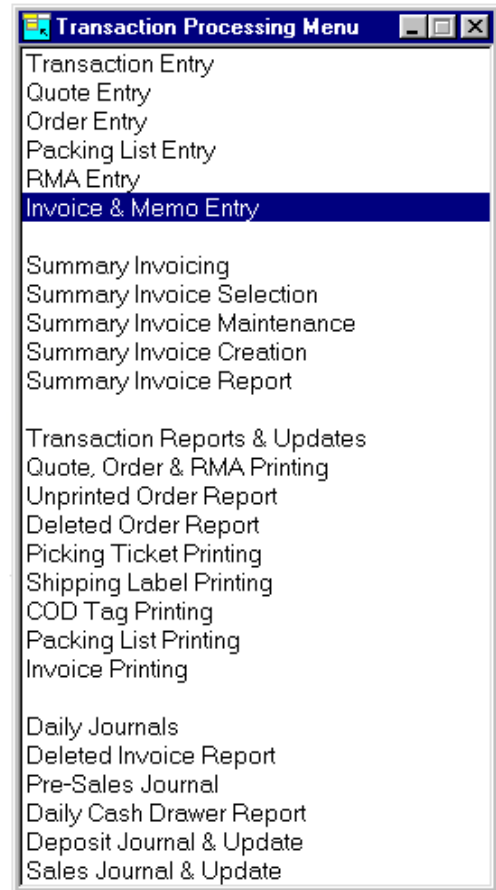 Transaction Processing Menu
Transaction Entry
Quote Entry
Order Entry
Packing List Entry
RMA Entry
Invoice & Memo Entry
Summary Invoicing
Summary Invoice Selection
Summary Invoice Maintenance
Summary Invoice Creation
Summary Invoice Report
Transaction Reports & Updates
Quote, Order & RMA Printing
Unprinted Order Report
Deleted Order Report
Picking Ticket Printing
Shipping Label Printing
COD Tag Printing
Packing List Printing
Invoice Printing
Daily Journals
Deleted Invoice Report
Pre-Sales Journal
Daily Cash Drawer Report
Deposit Journal & Update
Sales Journal & Update